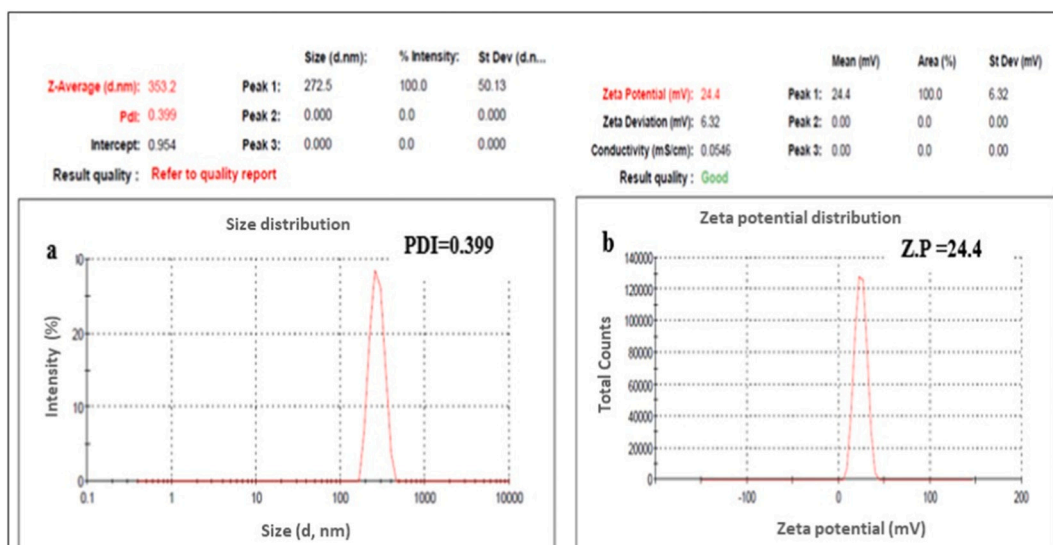 Size (d.nm): % Intensity: St Dev (d.n...
Z-Average (d.nm): 353.2 Peak 1: 272.5 100.0 50.13
Pdl: 0.399 Peak 2: 0.000 0.0 0.000
Intercept: 0.954 Peak 3: 0.000 0.0 0.000
Result quality : Refer to quality report
Mean (mV) Area (%) St Dev (mV)
Zeta Potential (mV): 24.4 Peak 1: 24.4 100.0 6.32
Zeta Deviation (mV): 6.32 Peak 2: 0.00 0.0 0.00
Conductivity (mS/cm): 0.0546 Peak 3: 0.00 0.0 0.00
Result quality : Good
Size distribution
a PDI=0.399
Intensity (%)
20
10
0
0.1 1 10 100 1000 10000
Size (d, nm)
Zeta potential distribution
b Z.P =24.4
Total Counts
140000
120000
100000
80000
60000
40000
20000
0
-100 0 100 200
Zeta potential (mV)